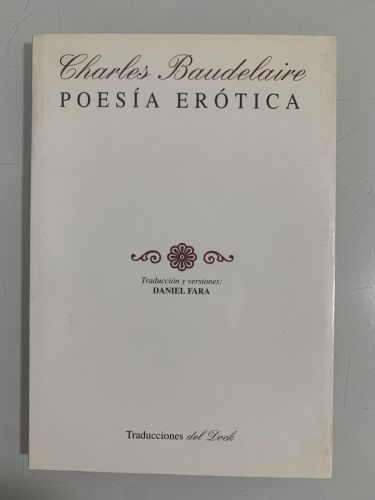 Charles Baudelaire
POESÍA ERÓTICA
Traducción y versiones:
DANIEL FARA
Traducciones del Dock